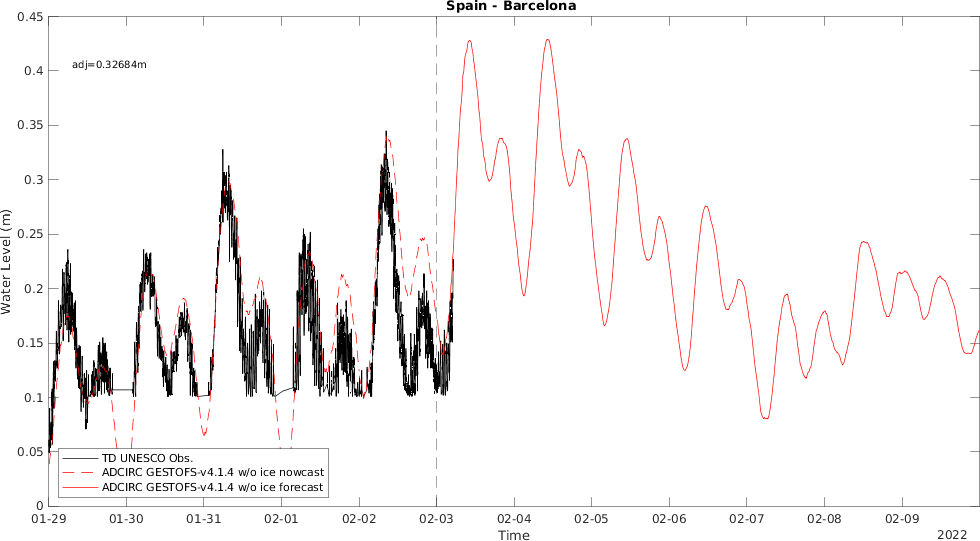 Spain - Barcelona
0.45
adj=0.32684m
0.4
0.35
0.3
0.25
Water Level (m)
0.2
0.15
0.1
0.05
0
TD UNESCO Obs.
ADCIRC GESTOFS-v4.1.4 w/o ice nowcast
ADCIRC GESTOFS-v4.1.4 w/o ice forecast
01-29 01-30 01-31 02-01 02-02 02-03 02-04 02-05 02-06 02-07 02-08 02-09
Time
2022